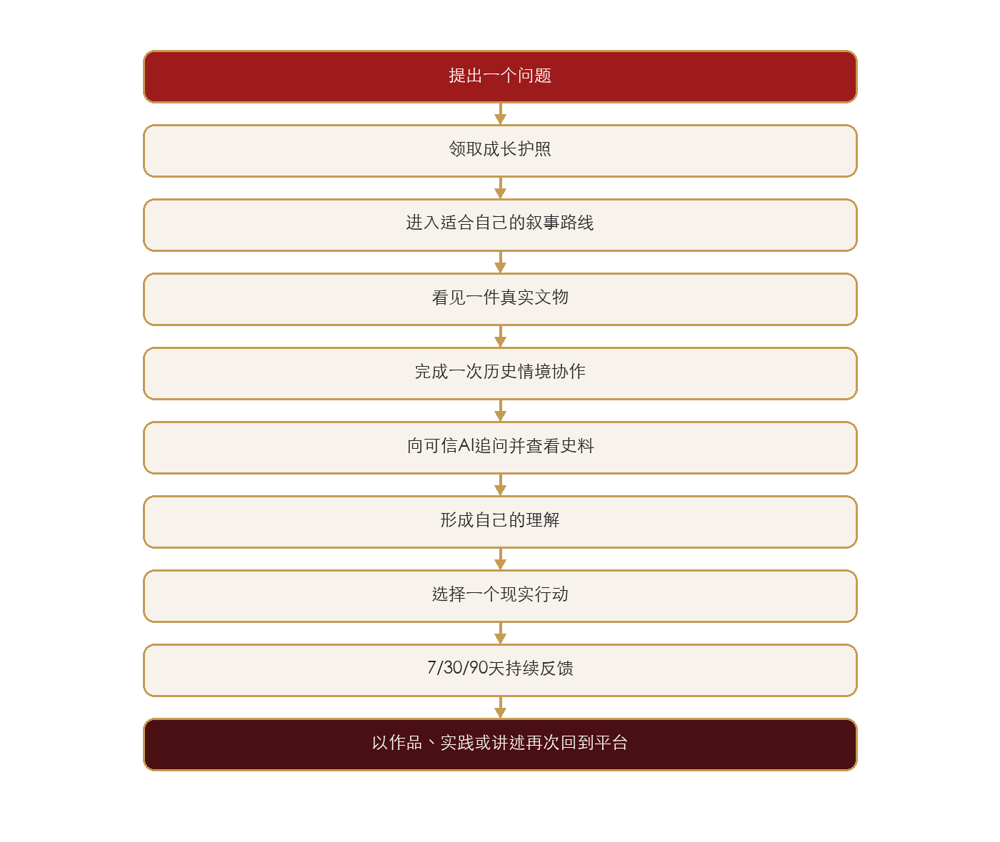 提出一个问题
领取成长护照
进入适合自己的叙事路线
看见一件真实文物
完成一次历史情境协作
向可信AI追问并查看史料
形成自己的理解
选择一个现实行动
7/30/90天持续反馈
以作品、实践或讲述再次回到平台